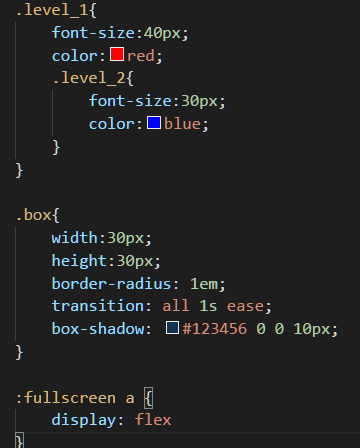 .level_1{
    font-size:40px;
    color:red;
    .level_2{
        font-size:30px;
        color:blue;
    }
}

.box{
    width:30px;
    height:30px;
    border-radius: 1em;
    transition: all 1s ease;
    box-shadow: #123456 0 0 10px;
}

:fullscreen a {
    display: flex
}